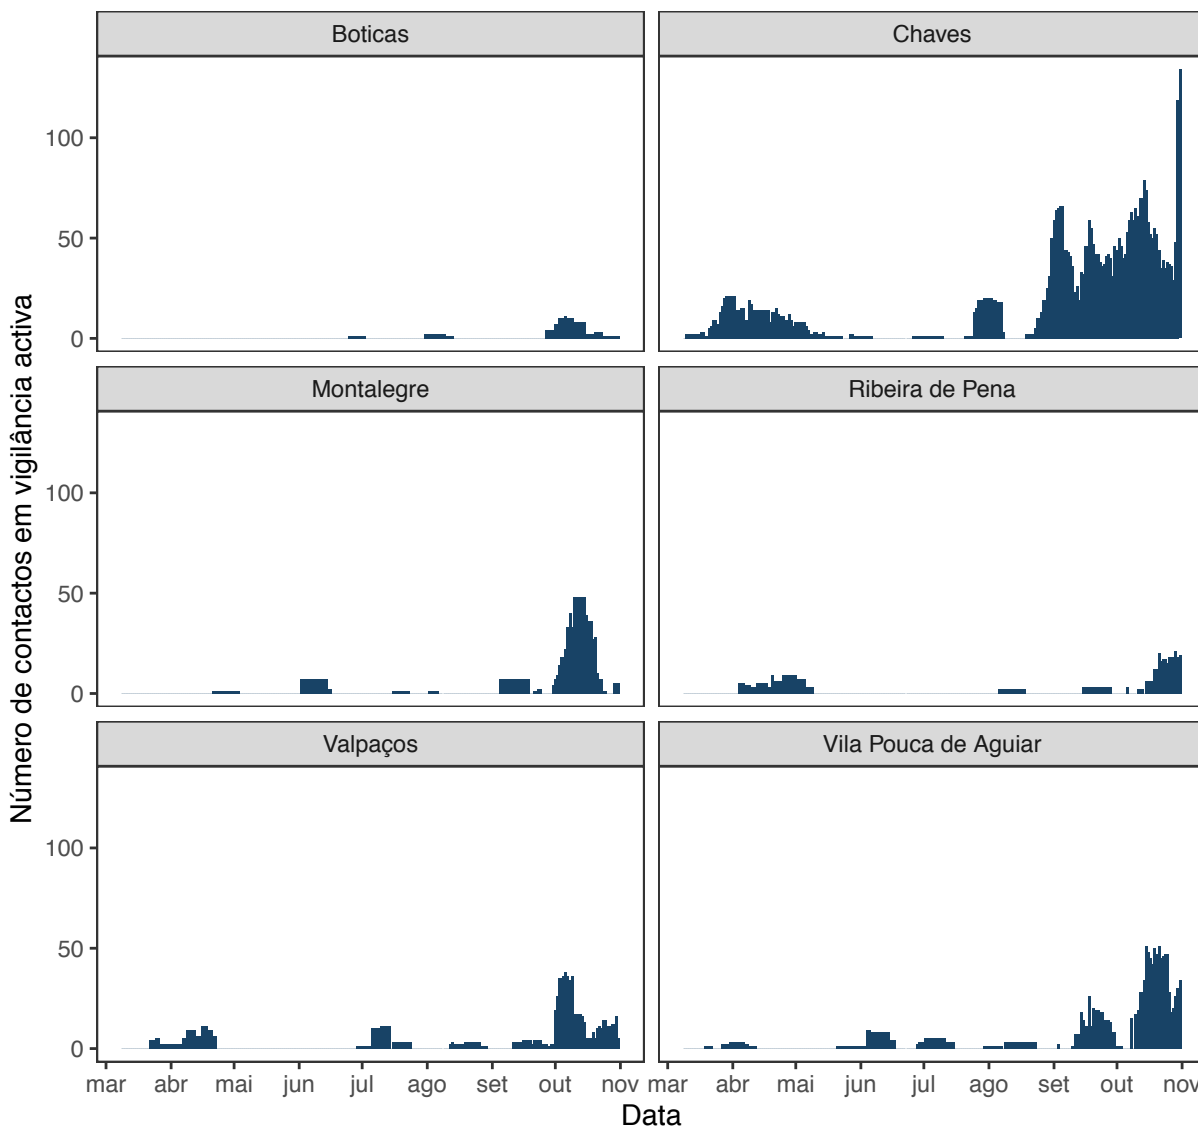 Boticas
Chaves
100
50
0
Montalegre
Ribeira de Pena
100
50
0
Valpaços
Vila Pouca de Aguiar
100
50
0
mar abr mai jun jul ago set out nov mar abr mai jun jul ago set out nov
Data
Número de contactos em vigilância activa